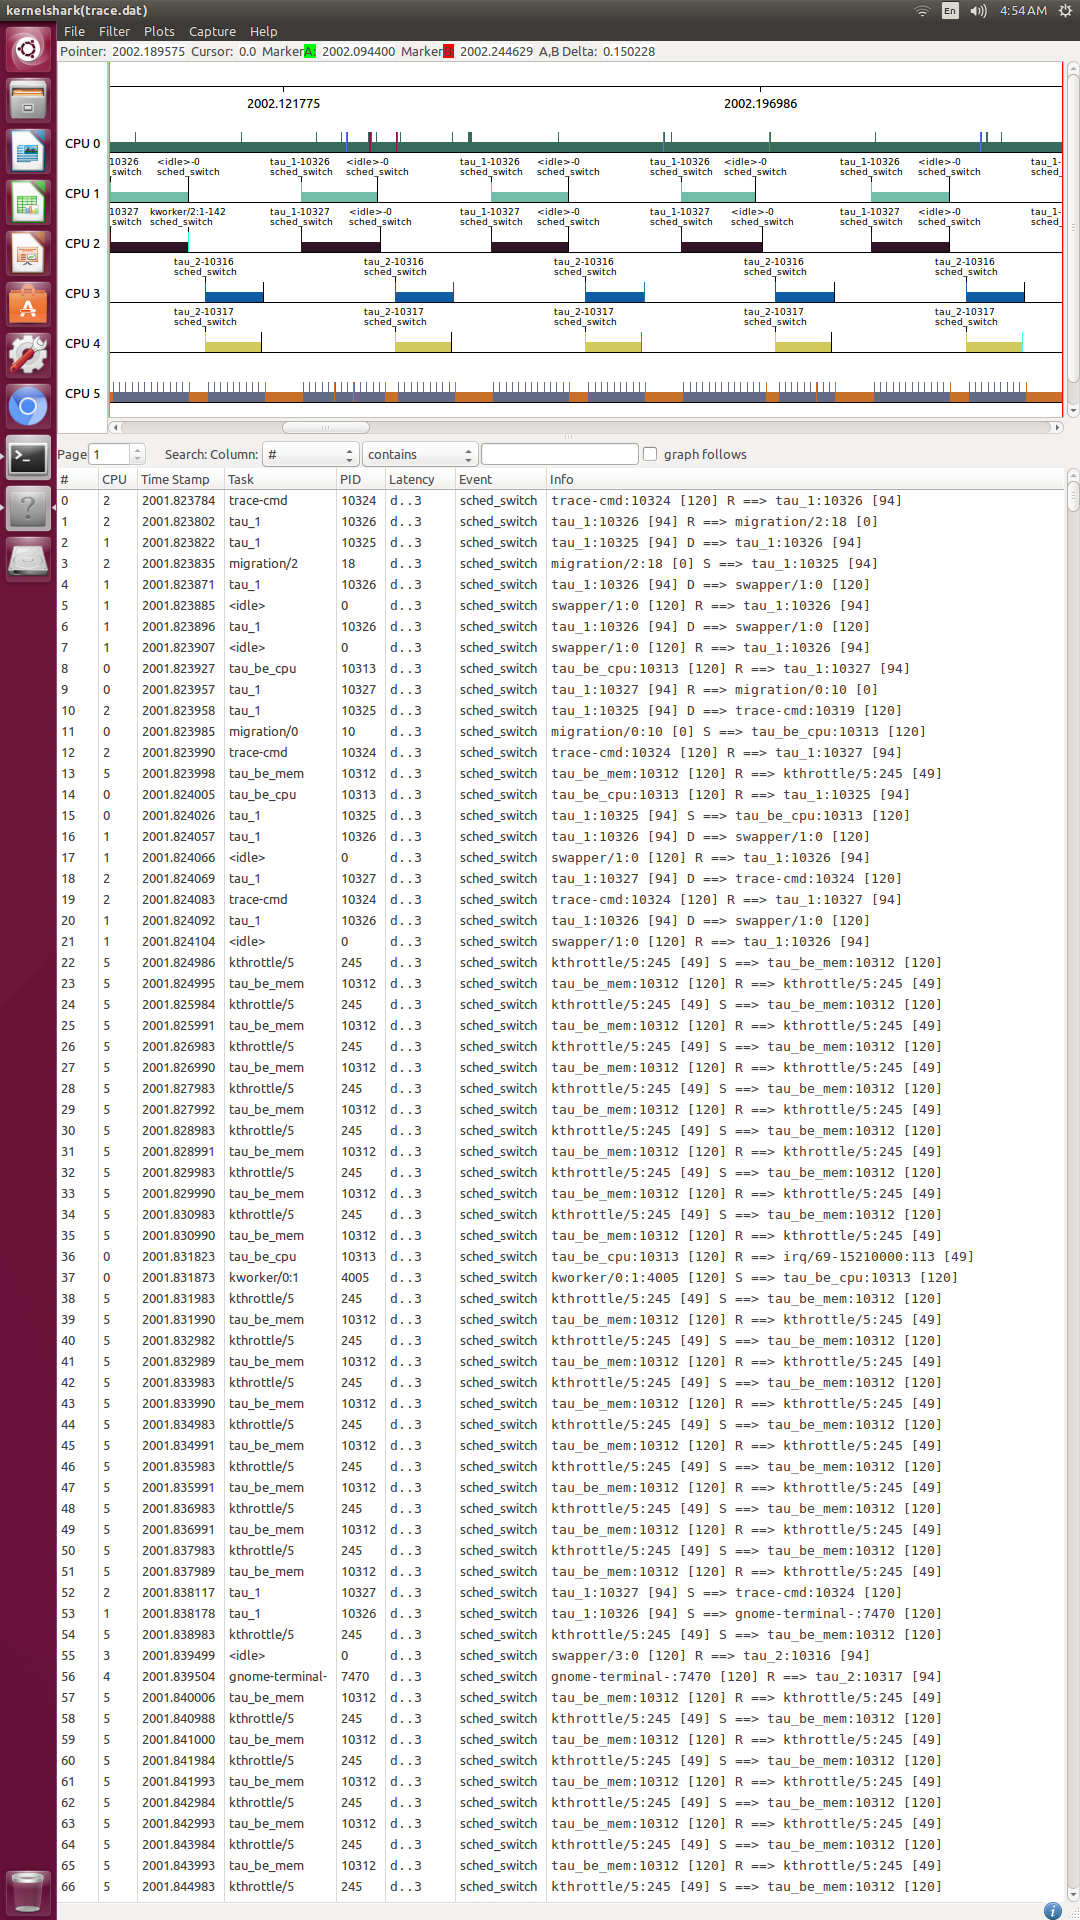 kernelshark(trace.dat)
En
4:54 AM
File Filter Plots Capture Help
Pointer: 2002.189575 Cursor: 0.0 Marker A: 2002.094400 Marker B: 2002.244629 A,B Delta: 0.150228
2002.121775 2002.196986
CPU 0
10326 <idle>-0 tau_1-10326 <idle>-0 tau_1-10326 <idle>-0 tau_1-10326 <idle>-0 tau_1-10326 <idle>-0 tau_1-
switch sched_switch sched_switch sched_switch sched_switch sched_switch sched_switch sched_switch sched_switch sched_switch sched_
CPU 1
10327 kworker/2:1-142 tau_1-10327 <idle>-0 tau_1-10327 <idle>-0 tau_1-10327 <idle>-0 tau_1-10327 <idle>-0 tau_1-
switch sched_switch sched_switch sched_switch sched_switch sched_switch sched_switch sched_switch sched_switch sched_switch sched_
CPU 2
tau_2-10316 tau_2-10316 tau_2-10316 tau_2-10316 tau_2-10316
sched_switch sched_switch sched_switch sched_switch sched_switch
CPU 3
tau_2-10317 tau_2-10317 tau_2-10317 tau_2-10317 tau_2-10317
sched_switch sched_switch sched_switch sched_switch sched_switch
CPU 4
CPU 5
Page 1 Search: Column: # contains graph follows
# CPU Time Stamp Task PID Latency Event Info
0 2 2001.823784 trace-cmd 10324 d..3 sched_switch trace-cmd:10324 [120] R ==> tau_1:10326 [94]
1 2 2001.823802 tau_1 10326 d..3 sched_switch tau_1:10326 [94] R ==> migration/2:18 [0]
2 1 2001.823822 tau_1 10325 d..3 sched_switch tau_1:10325 [94] D ==> tau_1:10326 [94]
3 2 2001.823835 migration/2 18 d..3 sched_switch migration/2:18 [0] S ==> tau_1:10325 [94]
4 1 2001.823871 tau_1 10326 d..3 sched_switch tau_1:10326 [94] D ==> swapper/1:0 [120]
5 1 2001.823885 <idle> 0 d..3 sched_switch swapper/1:0 [120] R ==> tau_1:10326 [94]
6 1 2001.823896 tau_1 10326 d..3 sched_switch tau_1:10326 [94] D ==> swapper/1:0 [120]
7 1 2001.823907 <idle> 0 d..3 sched_switch swapper/1:0 [120] R ==> tau_1:10326 [94]
8 0 2001.823927 tau_be_cpu 10313 d..3 sched_switch tau_be_cpu:10313 [120] R ==> tau_1:10327 [94]
9 0 2001.823957 tau_1 10327 d..3 sched_switch tau_1:10327 [94] R ==> migration/0:10 [0]
10 2 2001.823958 tau_1 10325 d..3 sched_switch tau_1:10325 [94] D ==> trace-cmd:10319 [120]
11 0 2001.823985 migration/0 10 d..3 sched_switch migration/0:10 [0] S ==> tau_be_cpu:10313 [120]
12 2 2001.823990 trace-cmd 10324 d..3 sched_switch trace-cmd:10324 [120] R ==> tau_1:10327 [94]
13 5 2001.823998 tau_be_mem 10312 d..3 sched_switch tau_be_mem:10312 [120] R ==> kthrottle/5:245 [49]
14 0 2001.824005 tau_be_cpu 10313 d..3 sched_switch tau_be_cpu:10313 [120] R ==> tau_1:10325 [94]
15 0 2001.824026 tau_1 10325 d..3 sched_switch tau_1:10325 [94] S ==> tau_be_cpu:10313 [120]
16 1 2001.824057 tau_1 10326 d..3 sched_switch tau_1:10326 [94] D ==> swapper/1:0 [120]
17 1 2001.824066 <idle> 0 d..3 sched_switch swapper/1:0 [120] R ==> tau_1:10326 [94]
18 2 2001.824069 tau_1 10327 d..3 sched_switch tau_1:10327 [94] D ==> trace-cmd:10324 [120]
19 2 2001.824083 trace-cmd 10324 d..3 sched_switch trace-cmd:10324 [120] R ==> tau_1:10327 [94]
20 1 2001.824092 tau_1 10326 d..3 sched_switch tau_1:10326 [94] D ==> swapper/1:0 [120]
21 1 2001.824104 <idle> 0 d..3 sched_switch swapper/1:0 [120] R ==> tau_1:10326 [94]
22 5 2001.824986 kthrottle/5 245 d..3 sched_switch kthrottle/5:245 [49] S ==> tau_be_mem:10312 [120]
23 5 2001.824995 tau_be_mem 10312 d..3 sched_switch tau_be_mem:10312 [120] R ==> kthrottle/5:245 [49]
24 5 2001.825984 kthrottle/5 245 d..3 sched_switch kthrottle/5:245 [49] S ==> tau_be_mem:10312 [120]
25 5 2001.825991 tau_be_mem 10312 d..3 sched_switch tau_be_mem:10312 [120] R ==> kthrottle/5:245 [49]
26 5 2001.826983 kthrottle/5 245 d..3 sched_switch kthrottle/5:245 [49] S ==> tau_be_mem:10312 [120]
27 5 2001.826990 tau_be_mem 10312 d..3 sched_switch tau_be_mem:10312 [120] R ==> kthrottle/5:245 [49]
28 5 2001.827983 kthrottle/5 245 d..3 sched_switch kthrottle/5:245 [49] S ==> tau_be_mem:10312 [120]
29 5 2001.827992 tau_be_mem 10312 d..3 sched_switch tau_be_mem:10312 [120] R ==> kthrottle/5:245 [49]
30 5 2001.828983 kthrottle/5 245 d..3 sched_switch kthrottle/5:245 [49] S ==> tau_be_mem:10312 [120]
31 5 2001.828991 tau_be_mem 10312 d..3 sched_switch tau_be_mem:10312 [120] R ==> kthrottle/5:245 [49]
32 5 2001.829983 kthrottle/5 245 d..3 sched_switch kthrottle/5:245 [49] S ==> tau_be_mem:10312 [120]
33 5 2001.829990 tau_be_mem 10312 d..3 sched_switch tau_be_mem:10312 [120] R ==> kthrottle/5:245 [49]
34 5 2001.830983 kthrottle/5 245 d..3 sched_switch kthrottle/5:245 [49] S ==> tau_be_mem:10312 [120]
35 5 2001.830990 tau_be_mem 10312 d..3 sched_switch tau_be_mem:10312 [120] R ==> kthrottle/5:245 [49]
36 0 2001.831823 tau_be_cpu 10313 d..3 sched_switch tau_be_cpu:10313 [120] R ==> irq/69-15210000:113 [49]
37 0 2001.831873 kworker/0:1 4005 d..3 sched_switch kworker/0:1:4005 [120] S ==> tau_be_cpu:10313 [120]
38 5 2001.831983 kthrottle/5 245 d..3 sched_switch kthrottle/5:245 [49] S ==> tau_be_mem:10312 [120]
39 5 2001.831990 tau_be_mem 10312 d..3 sched_switch tau_be_mem:10312 [120] R ==> kthrottle/5:245 [49]
40 5 2001.832982 kthrottle/5 245 d..3 sched_switch kthrottle/5:245 [49] S ==> tau_be_mem:10312 [120]
41 5 2001.832989 tau_be_mem 10312 d..3 sched_switch tau_be_mem:10312 [120] R ==> kthrottle/5:245 [49]
42 5 2001.833983 kthrottle/5 245 d..3 sched_switch kthrottle/5:245 [49] S ==> tau_be_mem:10312 [120]
43 5 2001.833990 tau_be_mem 10312 d..3 sched_switch tau_be_mem:10312 [120] R ==> kthrottle/5:245 [49]
44 5 2001.834983 kthrottle/5 245 d..3 sched_switch kthrottle/5:245 [49] S ==> tau_be_mem:10312 [120]
45 5 2001.834991 tau_be_mem 10312 d..3 sched_switch tau_be_mem:10312 [120] R ==> kthrottle/5:245 [49]
46 5 2001.835983 kthrottle/5 245 d..3 sched_switch kthrottle/5:245 [49] S ==> tau_be_mem:10312 [120]
47 5 2001.835991 tau_be_mem 10312 d..3 sched_switch tau_be_mem:10312 [120] R ==> kthrottle/5:245 [49]
48 5 2001.836983 kthrottle/5 245 d..3 sched_switch kthrottle/5:245 [49] S ==> tau_be_mem:10312 [120]
49 5 2001.836991 tau_be_mem 10312 d..3 sched_switch tau_be_mem:10312 [120] R ==> kthrottle/5:245 [49]
50 5 2001.837983 kthrottle/5 245 d..3 sched_switch kthrottle/5:245 [49] S ==> tau_be_mem:10312 [120]
51 5 2001.837989 tau_be_mem 10312 d..3 sched_switch tau_be_mem:10312 [120] R ==> kthrottle/5:245 [49]
52 2 2001.838117 tau_1 10327 d..3 sched_switch tau_1:10327 [94] S ==> trace-cmd:10324 [120]
53 1 2001.838178 tau_1 10326 d..3 sched_switch tau_1:10326 [94] S ==> gnome-terminal-:7470 [120]
54 5 2001.838983 kthrottle/5 245 d..3 sched_switch kthrottle/5:245 [49] S ==> tau_be_mem:10312 [120]
55 3 2001.839499 <idle> 0 d..3 sched_switch swapper/3:0 [120] R ==> tau_2:10316 [94]
56 4 2001.839504 gnome-terminal- 7470 d..3 sched_switch gnome-terminal-:7470 [120] R ==> tau_2:10317 [94]
57 5 2001.840006 tau_be_mem 10312 d..3 sched_switch tau_be_mem:10312 [120] R ==> kthrottle/5:245 [49]
58 5 2001.840988 kthrottle/5 245 d..3 sched_switch kthrottle/5:245 [49] S ==> tau_be_mem:10312 [120]
59 5 2001.841000 tau_be_mem 10312 d..3 sched_switch tau_be_mem:10312 [120] R ==> kthrottle/5:245 [49]
60 5 2001.841984 kthrottle/5 245 d..3 sched_switch kthrottle/5:245 [49] S ==> tau_be_mem:10312 [120]
61 5 2001.841993 tau_be_mem 10312 d..3 sched_switch tau_be_mem:10312 [120] R ==> kthrottle/5:245 [49]
62 5 2001.842984 kthrottle/5 245 d..3 sched_switch kthrottle/5:245 [49] S ==> tau_be_mem:10312 [120]
63 5 2001.842993 tau_be_mem 10312 d..3 sched_switch tau_be_mem:10312 [120] R ==> kthrottle/5:245 [49]
64 5 2001.843984 kthrottle/5 245 d..3 sched_switch kthrottle/5:245 [49] S ==> tau_be_mem:10312 [120]
65 5 2001.843993 tau_be_mem 10312 d..3 sched_switch tau_be_mem:10312 [120] R ==> kthrottle/5:245 [49]
66 5 2001.844983 kthrottle/5 245 d..3 sched_switch kthrottle/5:245 [49] S ==> tau_be_mem:10312 [120]